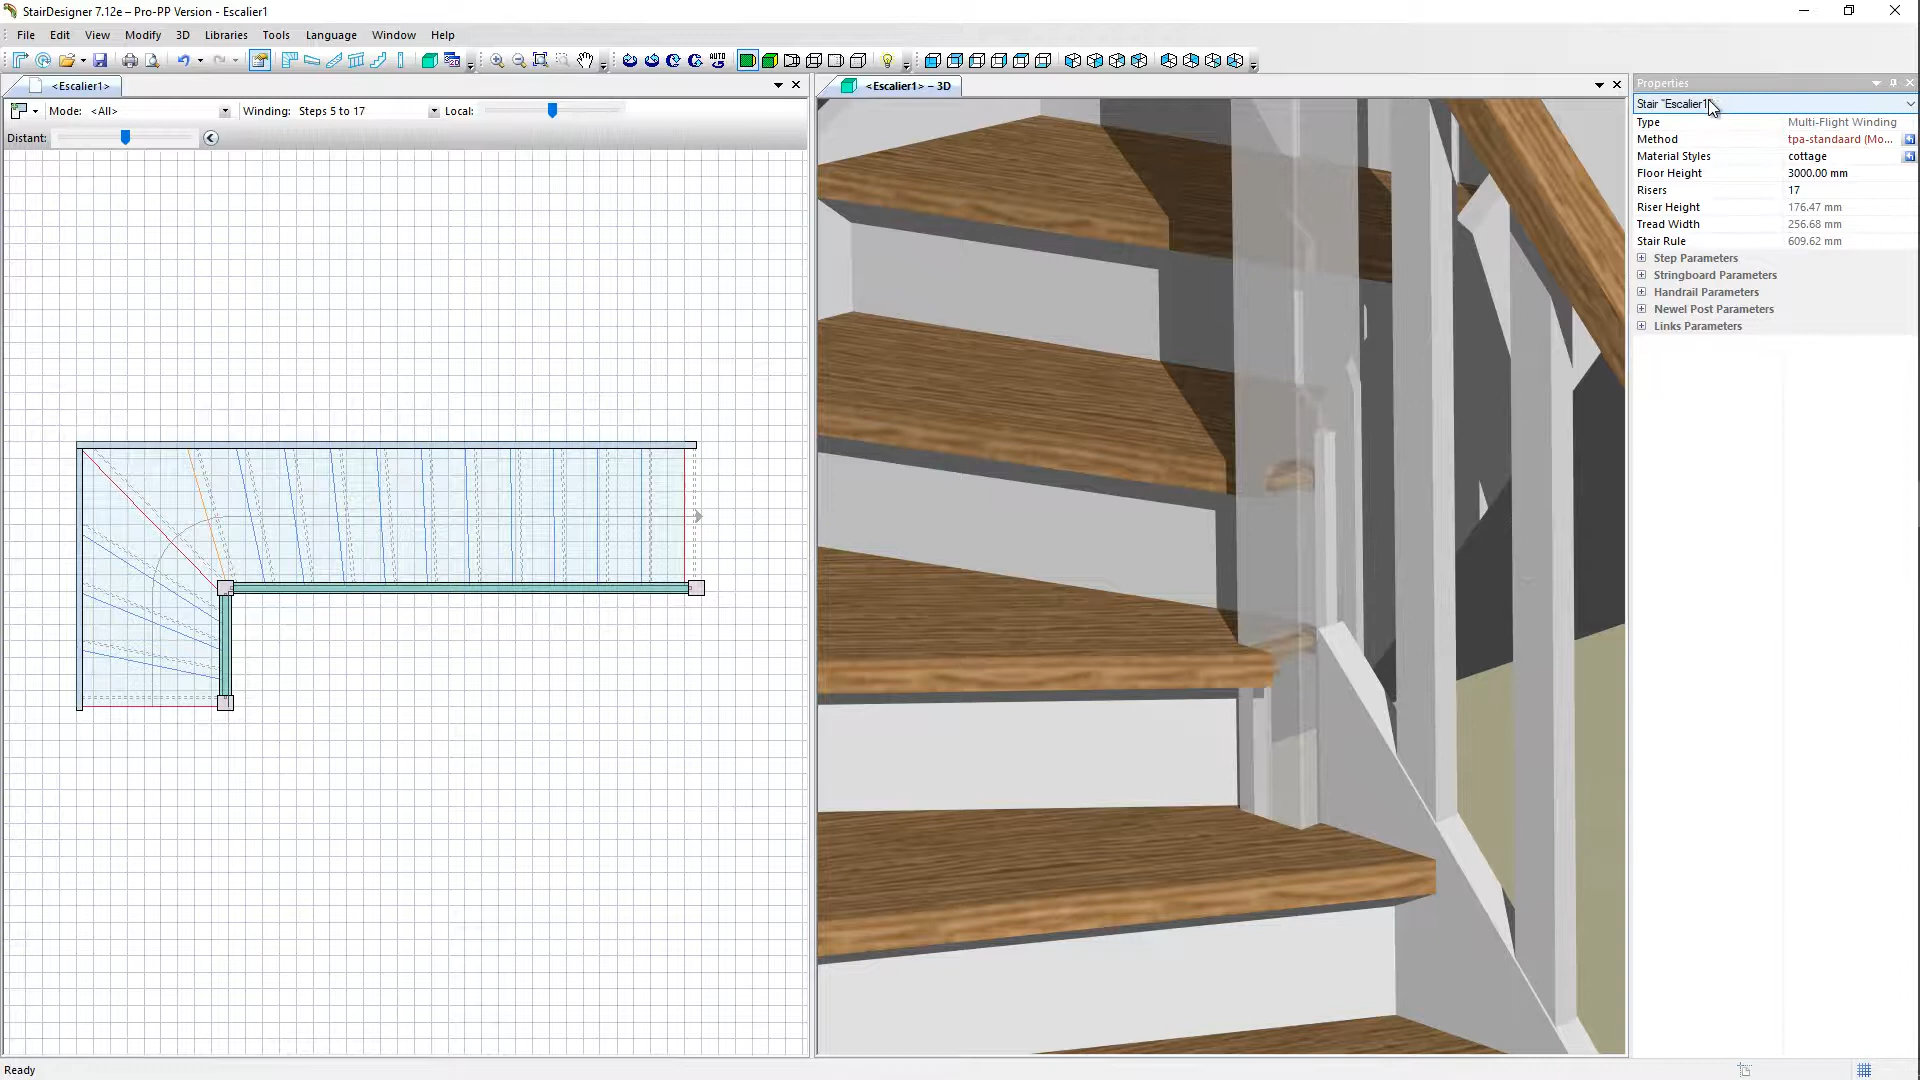 StairDesigner 7.12e – Pro-PP Version - Escalier1
File Edit View Modify 3D Libraries Tools Language Window Help
AUTO
<Escalier1>
<Escalier1> – 3D
Properties
Mode: <All> Winding: Steps 5 to 17 Local:
Distant:
Stair "Escalier1
Type Multi-Flight Winding
Method tpa-standaard (Mo...
Material Styles cottage
Floor Height 3000.00 mm
Risers 17
Riser Height 176.47 mm
Tread Width 256.68 mm
Stair Rule 609.62 mm
Step Parameters
Stringboard Parameters
Handrail Parameters
Newel Post Parameters
Links Parameters
Ready